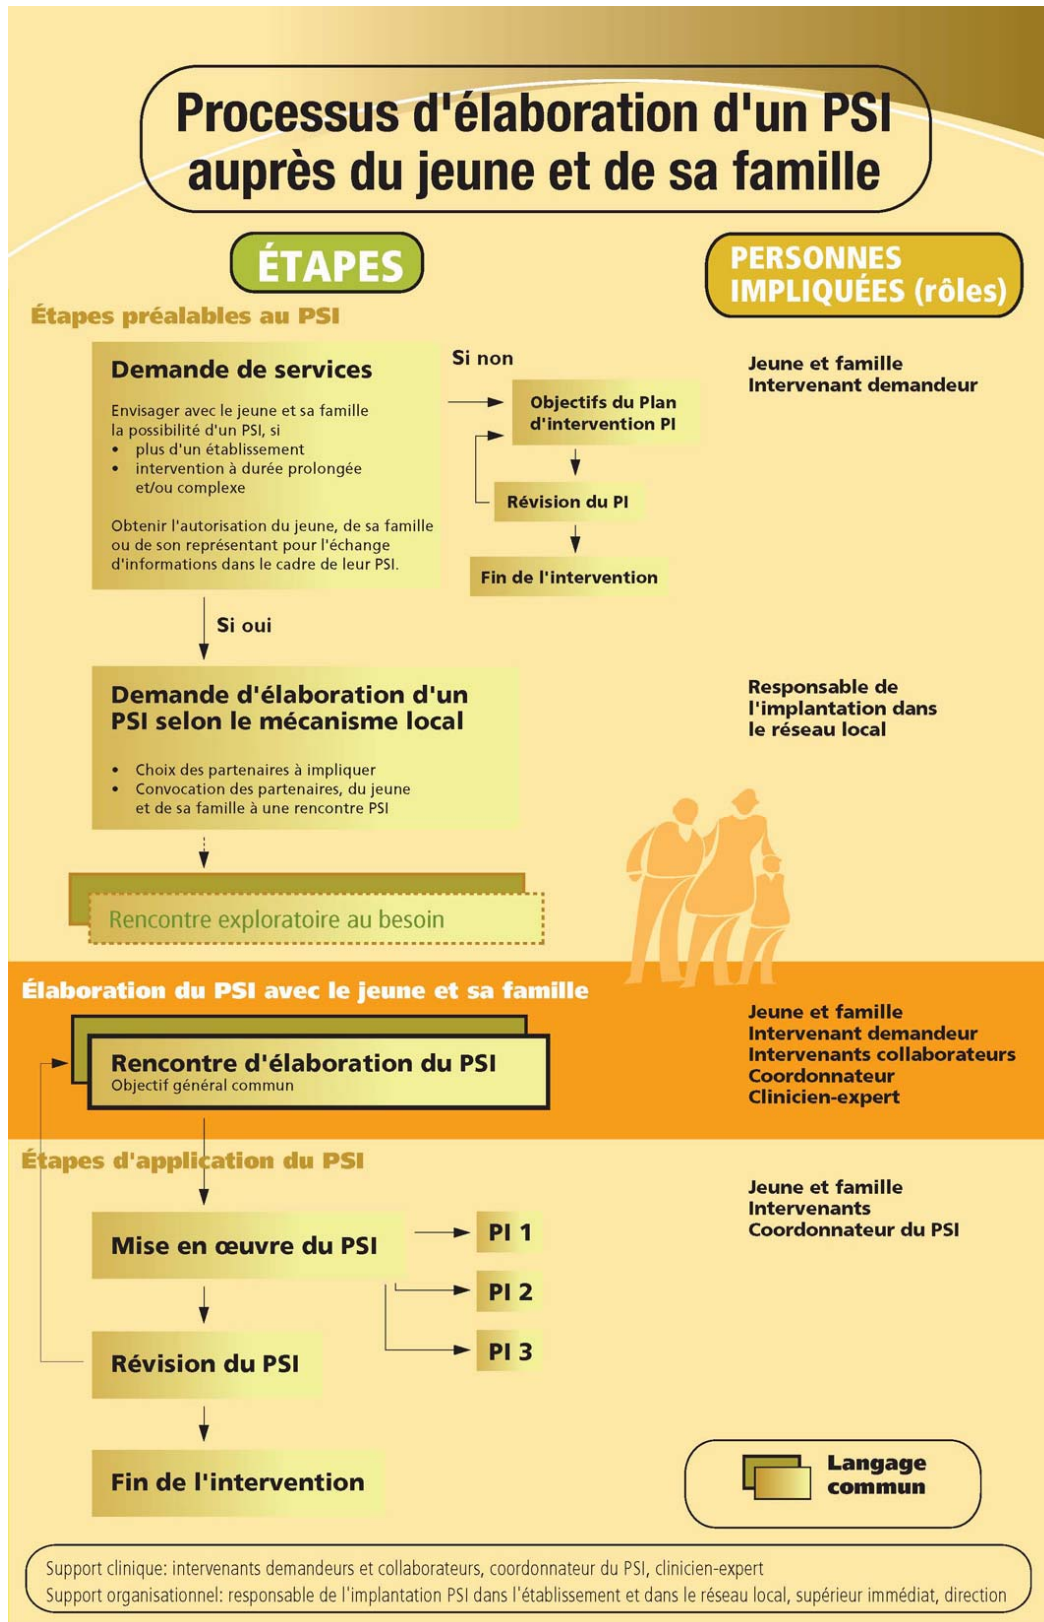 Processus d'élaboration d'un PSI
auprès du jeune et de sa famille
ÉTAPES
PERSONNES
IMPLIQUÉES (rôles)
Étapes préalables au PSI
Demande de services
Envisager avec le jeune et sa famille
la possibilité d'un PSI, si
• plus d'un établissement
• intervention à durée prolongée
et/ou complexe
Obtenir l'autorisation du jeune, de sa famille
ou de son représentant pour l'échange
d'informations dans le cadre de leur PSI.
Si non
Objectifs du Plan
d'intervention PI
Révision du PI
Fin de l'intervention
Jeune et famille
Intervenant demandeur
Si oui
Demande d'élaboration d'un
PSI selon le mécanisme local
• Choix des partenaires à impliquer
• Convocation des partenaires, du jeune
et de sa famille à une rencontre PSI
Responsable de
l'implantation dans
le réseau local
Rencontre exploratoire au besoin
Élaboration du PSI avec le jeune et sa famille
Rencontre d'élaboration du PSI
Objectif général commun
Jeune et famille
Intervenant demandeur
Intervenants collaborateurs
Coordonnateur
Clinicien-expert
Étapes d'application du PSI
Mise en œuvre du PSI
PI 1
PI 2
PI 3
Jeune et famille
Intervenants
Coordonnateur du PSI
Révision du PSI
Fin de l'intervention
Langage
commun
Support clinique: intervenants demandeurs et collaborateurs, coordonnateur du PSI, clinicien-expert
Support organisationnel: responsable de l'implantation PSI dans l'établissement et dans le réseau local, supérieur immédiat, direction